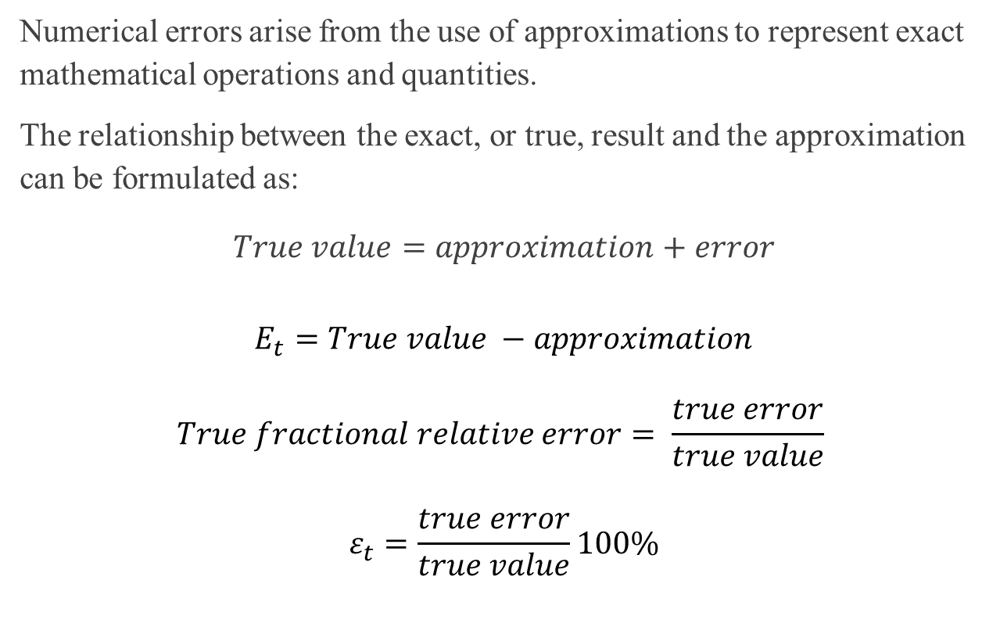 Numerical errors arise from the use of approximations to represent exact
mathematical operations and quantities.
The relationship between the exact, or true, result and the approximation
can be formulated as:
True value = approximation + error
E_t = True value − approximation
True fractional relative error = \frac{true error}{true value}
ε_t = \frac{true error}{true value} 100%